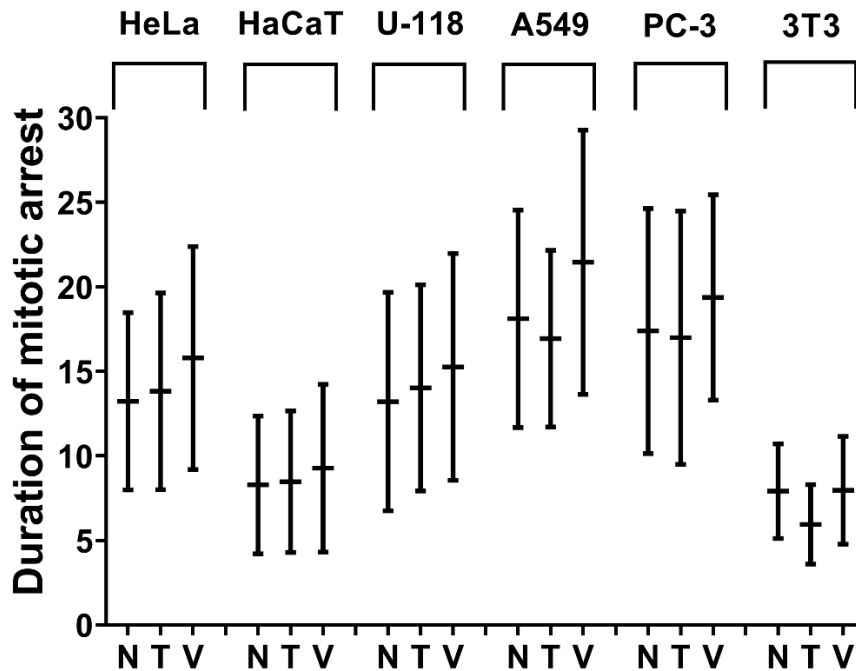 HeLa HaCaT U-118 A549 PC-3 3T3
Duration of mitotic arrest
30
25
20
15
10
5
0
N T V N T V N T V N T V N T V N T V